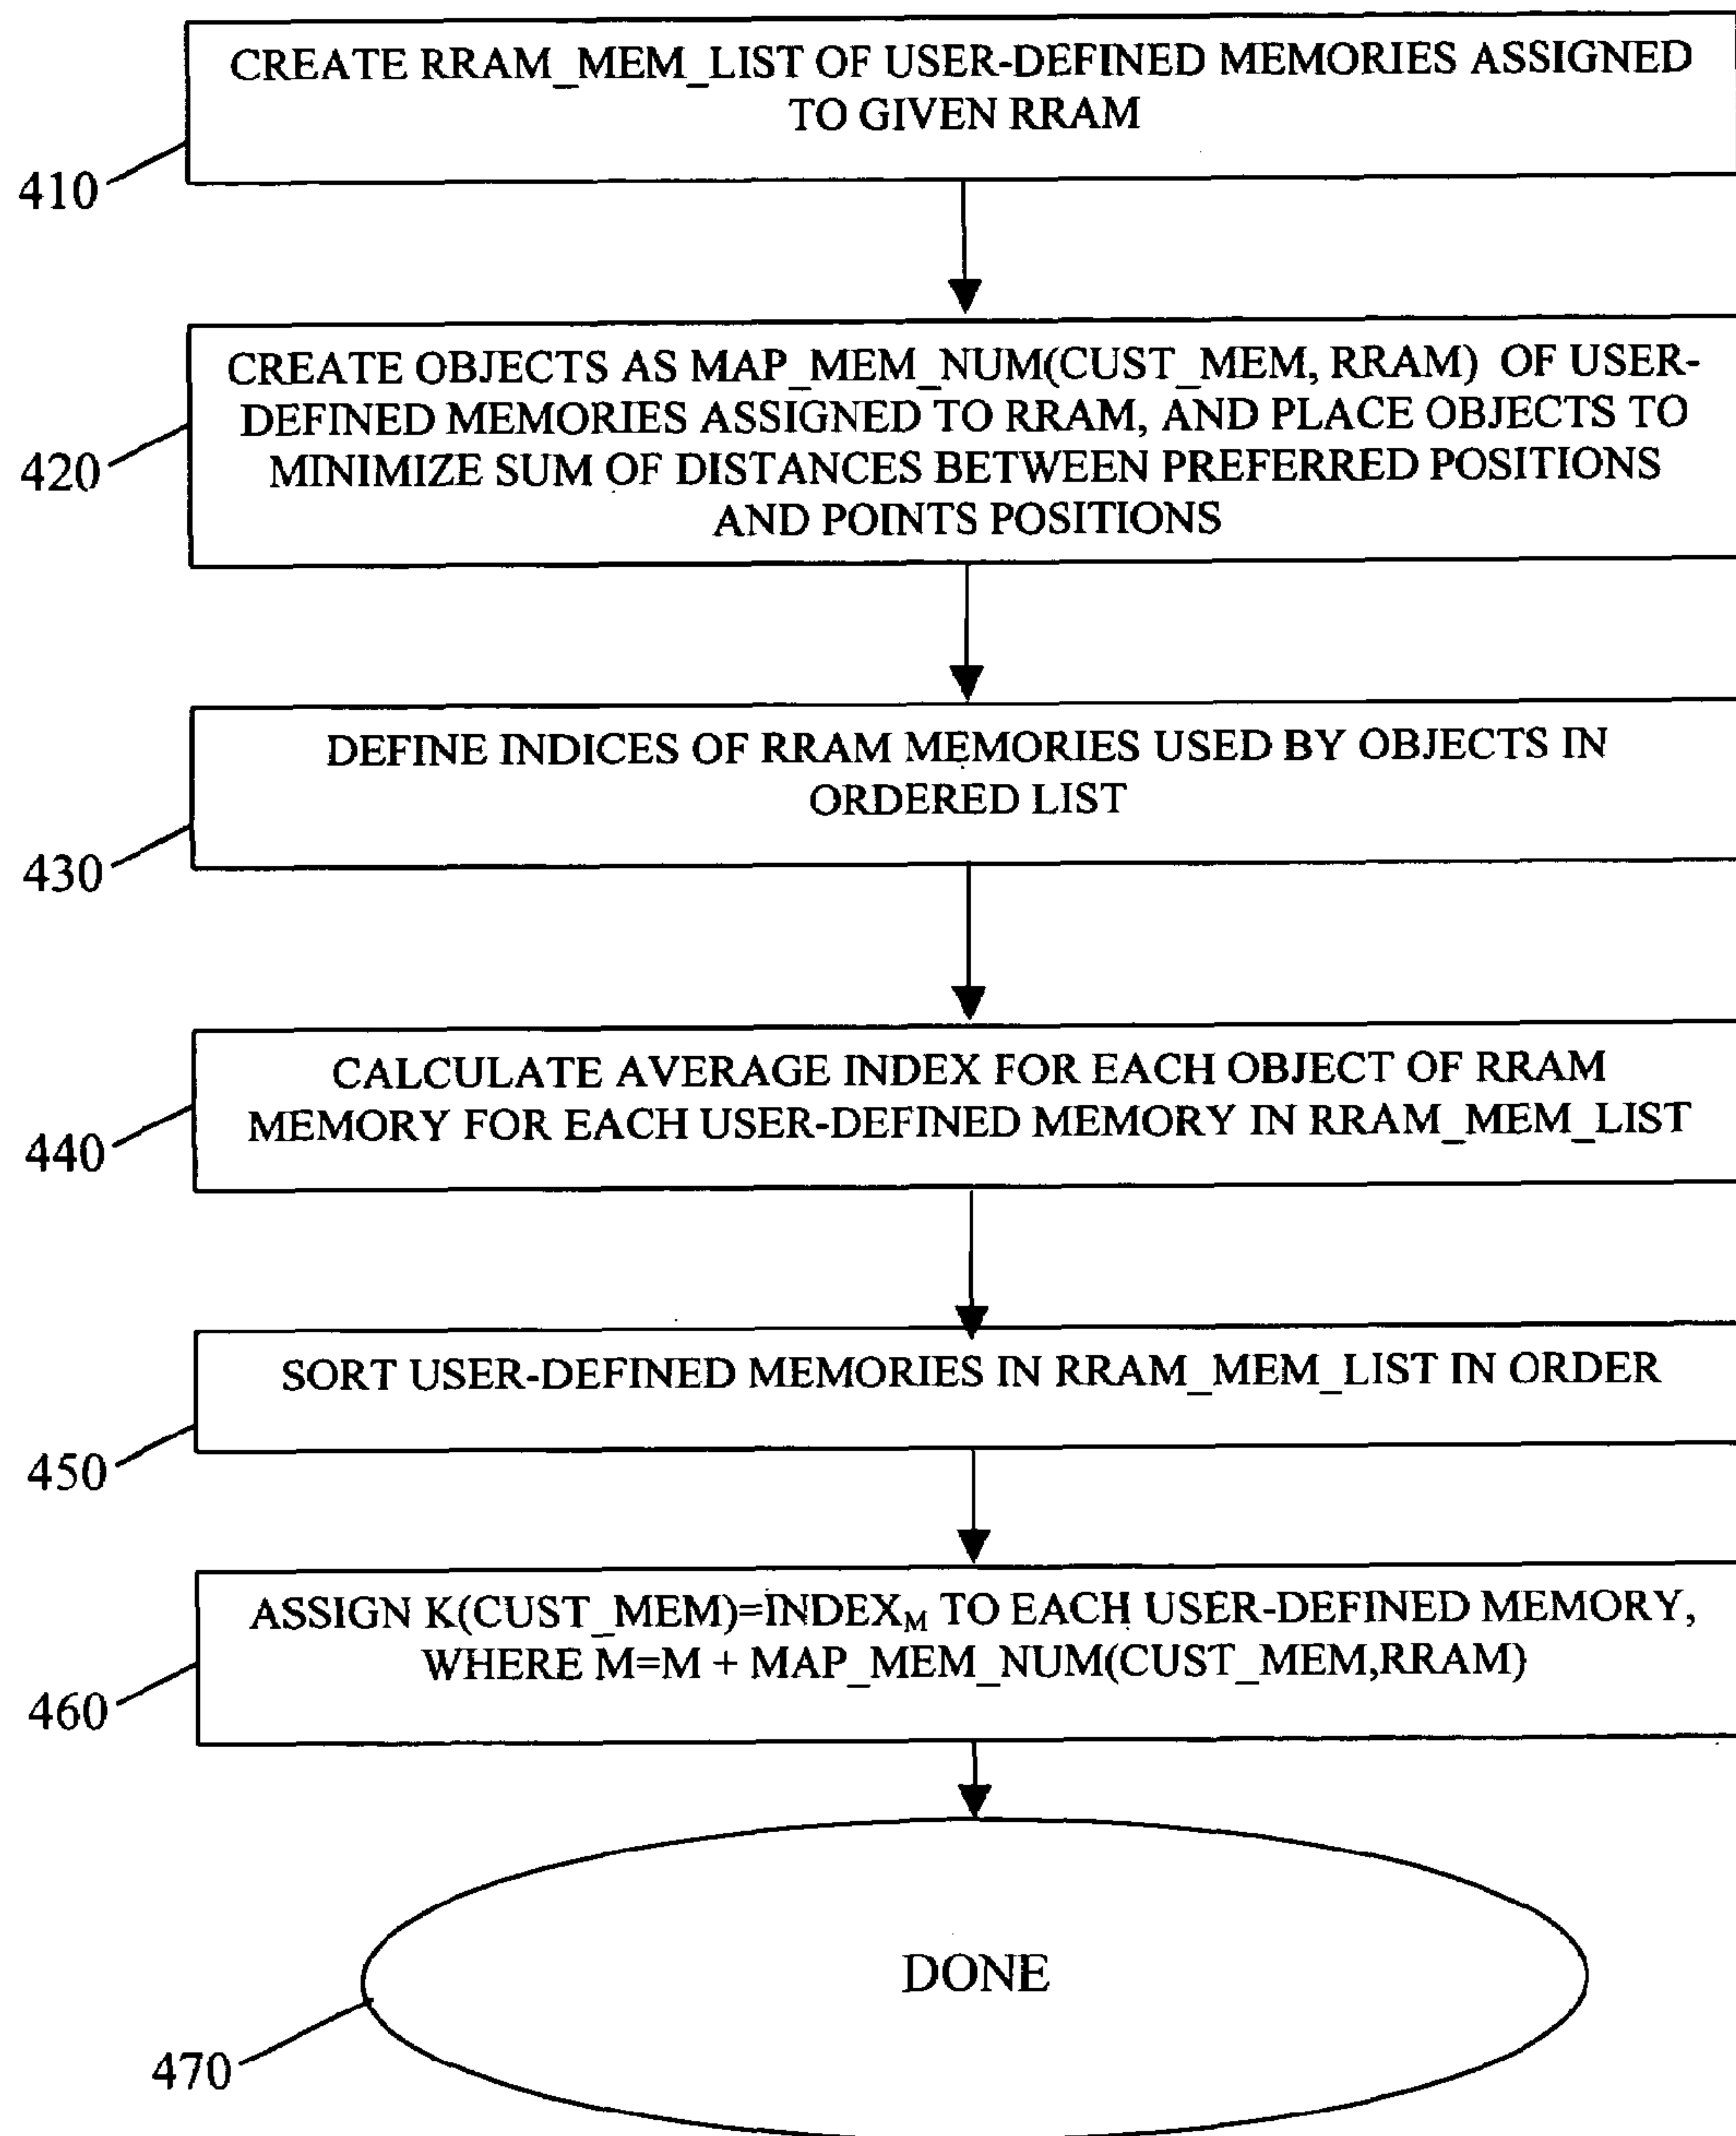 CREATE RRAM_MEM_LIST OF USER-DEFINED MEMORIES ASSIGNED
TO GIVEN RRAM
410
CREATE OBJECTS AS MAP_MEM_NUM(CUST_MEM, RRAM) OF USER-
DEFINED MEMORIES ASSIGNED TO RRAM, AND PLACE OBJECTS TO
MINIMIZE SUM OF DISTANCES BETWEEN PREFERRED POSITIONS
AND POINTS POSITIONS
420
DEFINE INDICES OF RRAM MEMORIES USED BY OBJECTS IN
ORDERED LIST
430
CALCULATE AVERAGE INDEX FOR EACH OBJECT OF RRAM
MEMORY FOR EACH USER-DEFINED MEMORY IN RRAM_MEM_LIST
440
SORT USER-DEFINED MEMORIES IN RRAM_MEM_LIST IN ORDER
450
ASSIGN K(CUST_MEM)=INDEX_M TO EACH USER-DEFINED MEMORY,
WHERE M=M + MAP_MEM_NUM(CUST_MEM,RRAM)
460
DONE
470